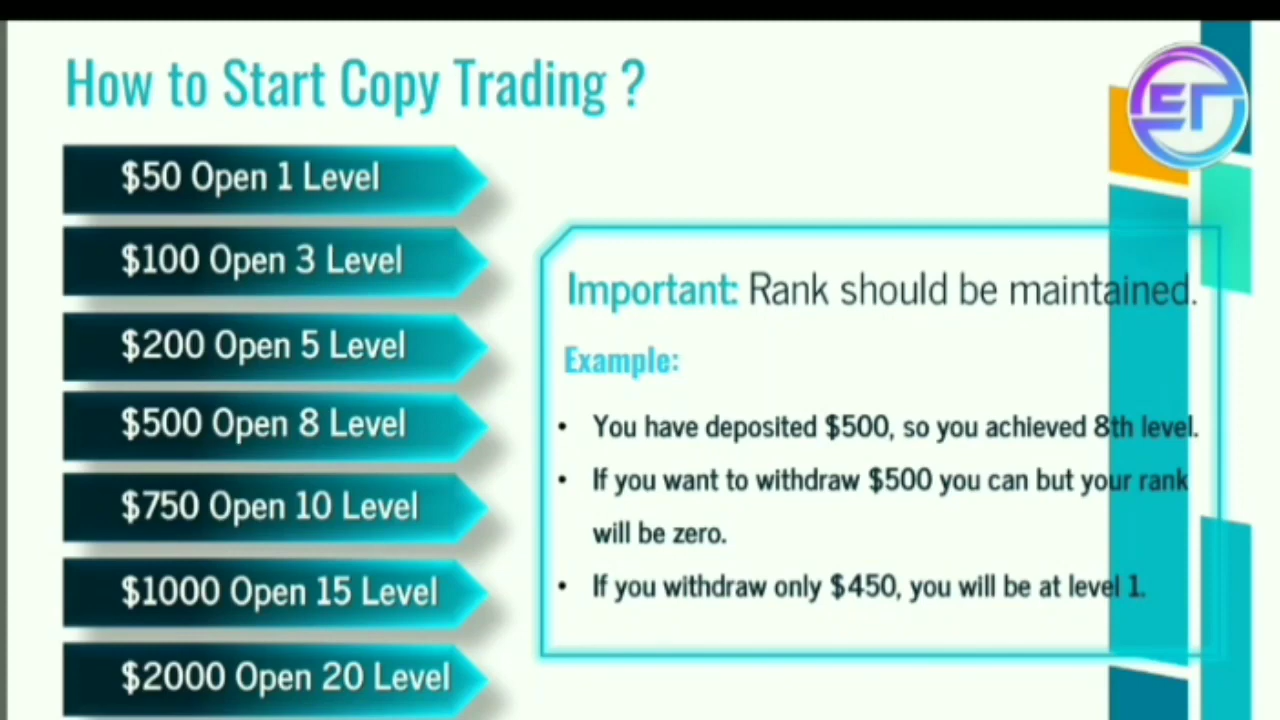 How to Start Copy Trading ?
$50 Open 1 Level
$100 Open 3 Level
$200 Open 5 Level
$500 Open 8 Level
$750 Open 10 Level
$1000 Open 15 Level
$2000 Open 20 Level
Important: Rank should be maintained.
Example:
• You have deposited $500, so you achieved 8th level.
• If you want to withdraw $500 you can but your rank
will be zero.
• If you withdraw only $450, you will be at level 1.